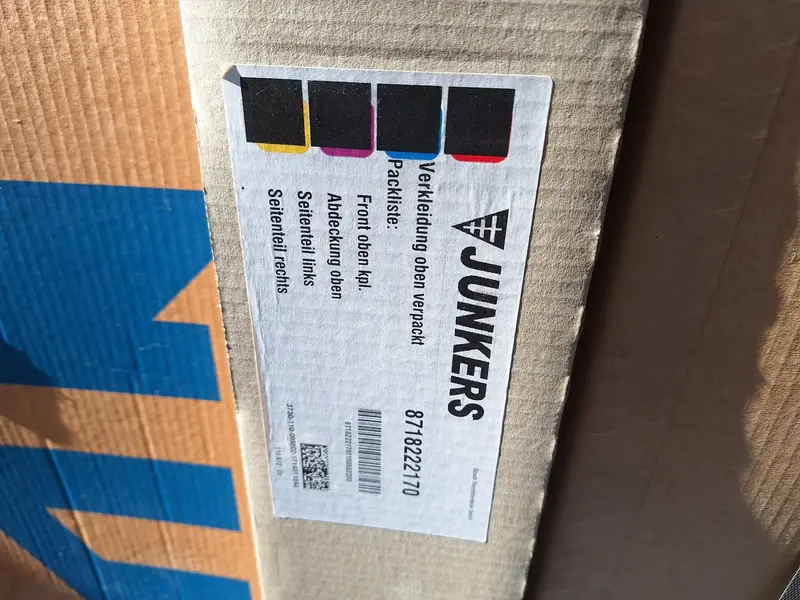 JUNKERS
Verkleidung oben verpackt
Packliste:
8718222170
Front oben kpl.
Abdeckung oben
Seitenteil links
Seitenteil rechts